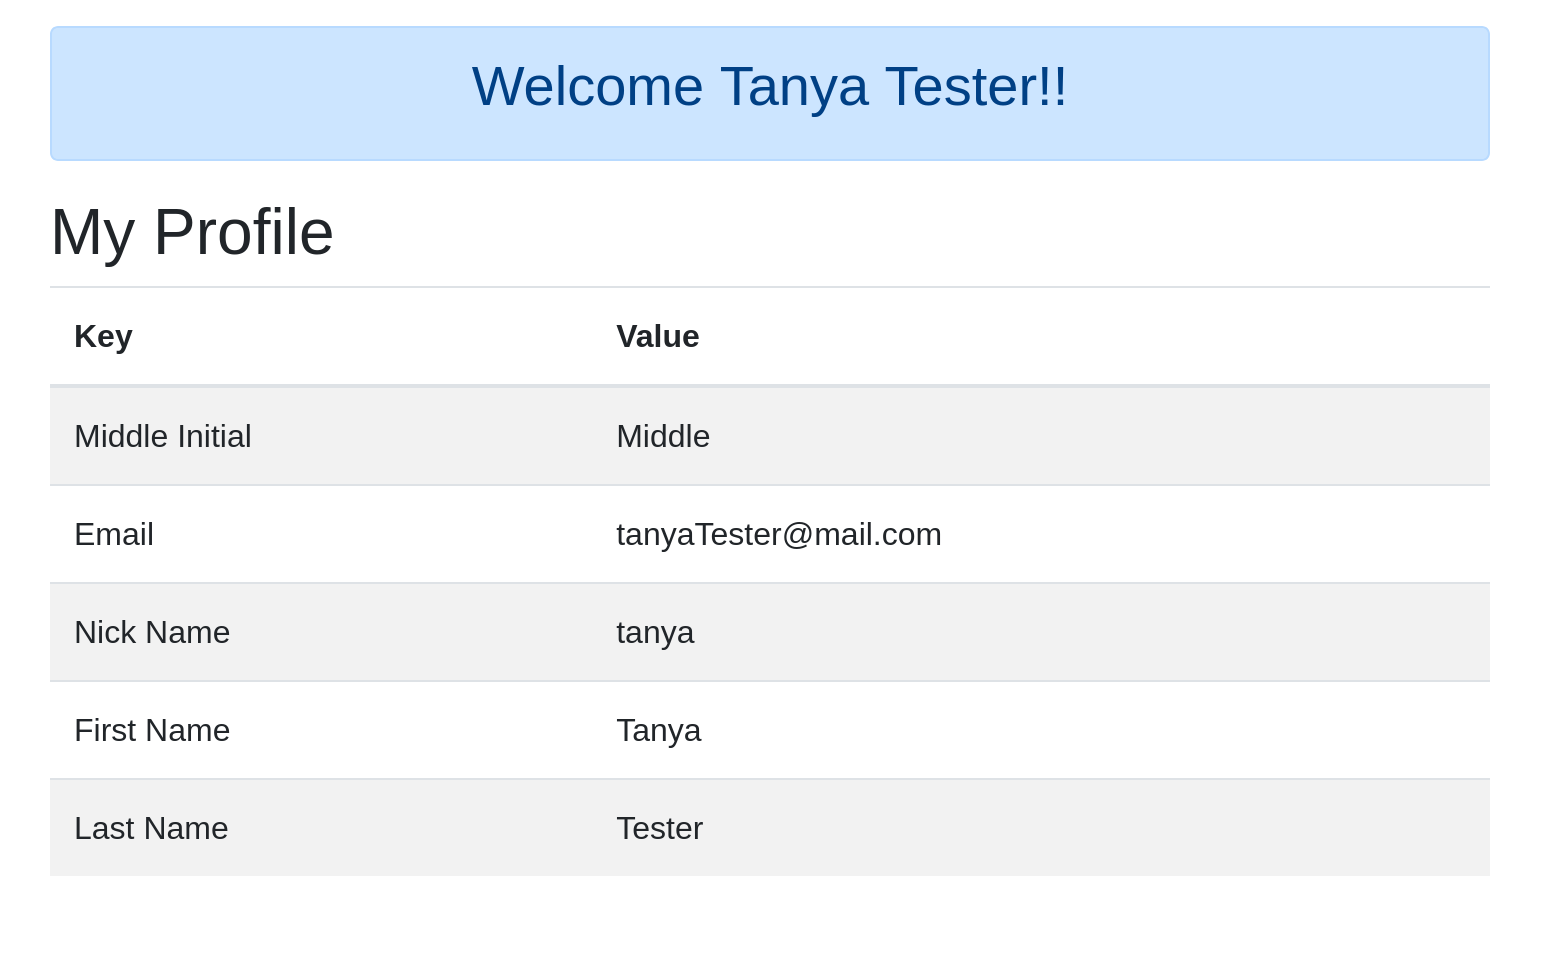 Welcome Tanya Tester!!
My Profile
Key Value
Middle Initial Middle
Email tanyaTester@mail.com
Nick Name tanya
First Name Tanya
Last Name Tester